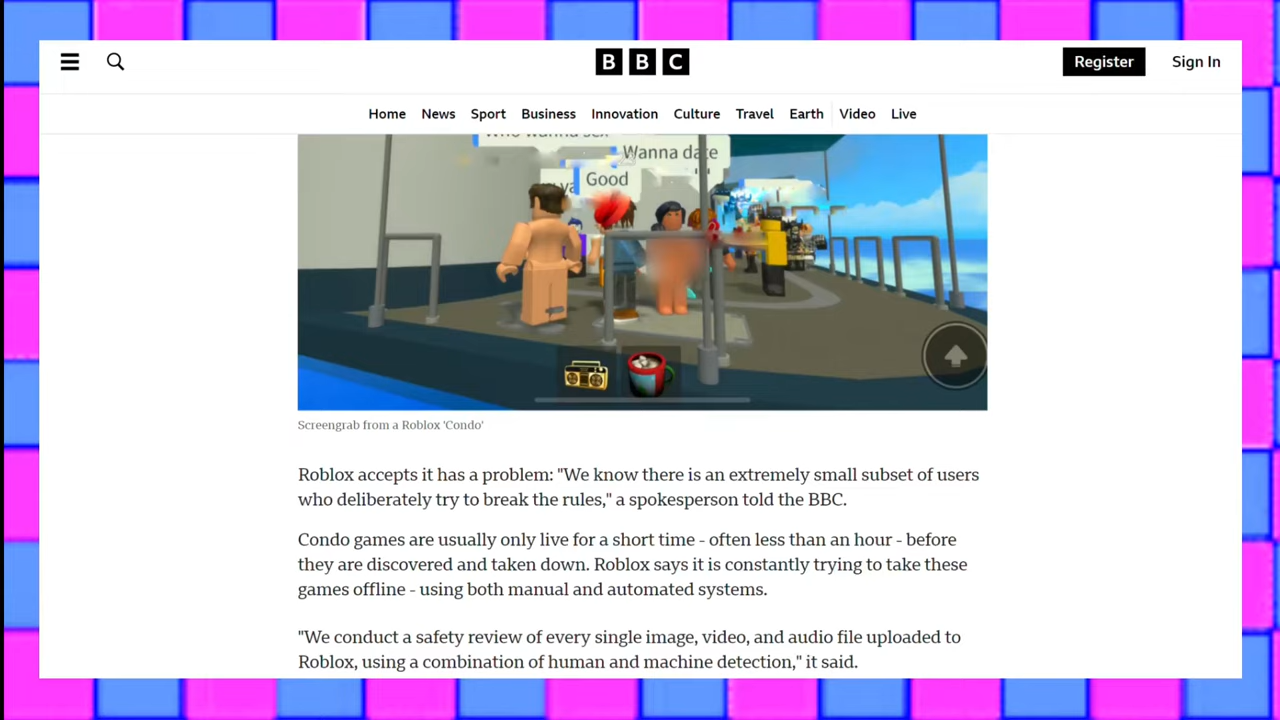 BBC
Register
Sign In
Home
News
Sport
Business
Innovation
Culture
Travel
Earth
Video
Live
Wanna date
Good
Screengrab from a Roblox 'Condo'
Roblox accepts it has a problem: "We know there is an extremely small subset of users
who deliberately try to break the rules," a spokesperson told the BBC.
Condo games are usually only live for a short time - often less than an hour - before
they are discovered and taken down. Roblox says it is constantly trying to take these
games offline - using both manual and automated systems.
"We conduct a safety review of every single image, video, and audio file uploaded to
Roblox, using a combination of human and machine detection," it said.